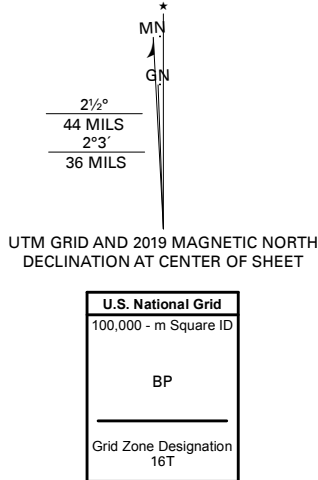 ★
MN
GN
2½°
44 MILS
2°3´
36 MILS
UTM GRID AND 2019 MAGNETIC NORTH
DECLINATION AT CENTER OF SHEET
U.S. National Grid
100,000 - m Square ID
BP
Grid Zone Designation
16T